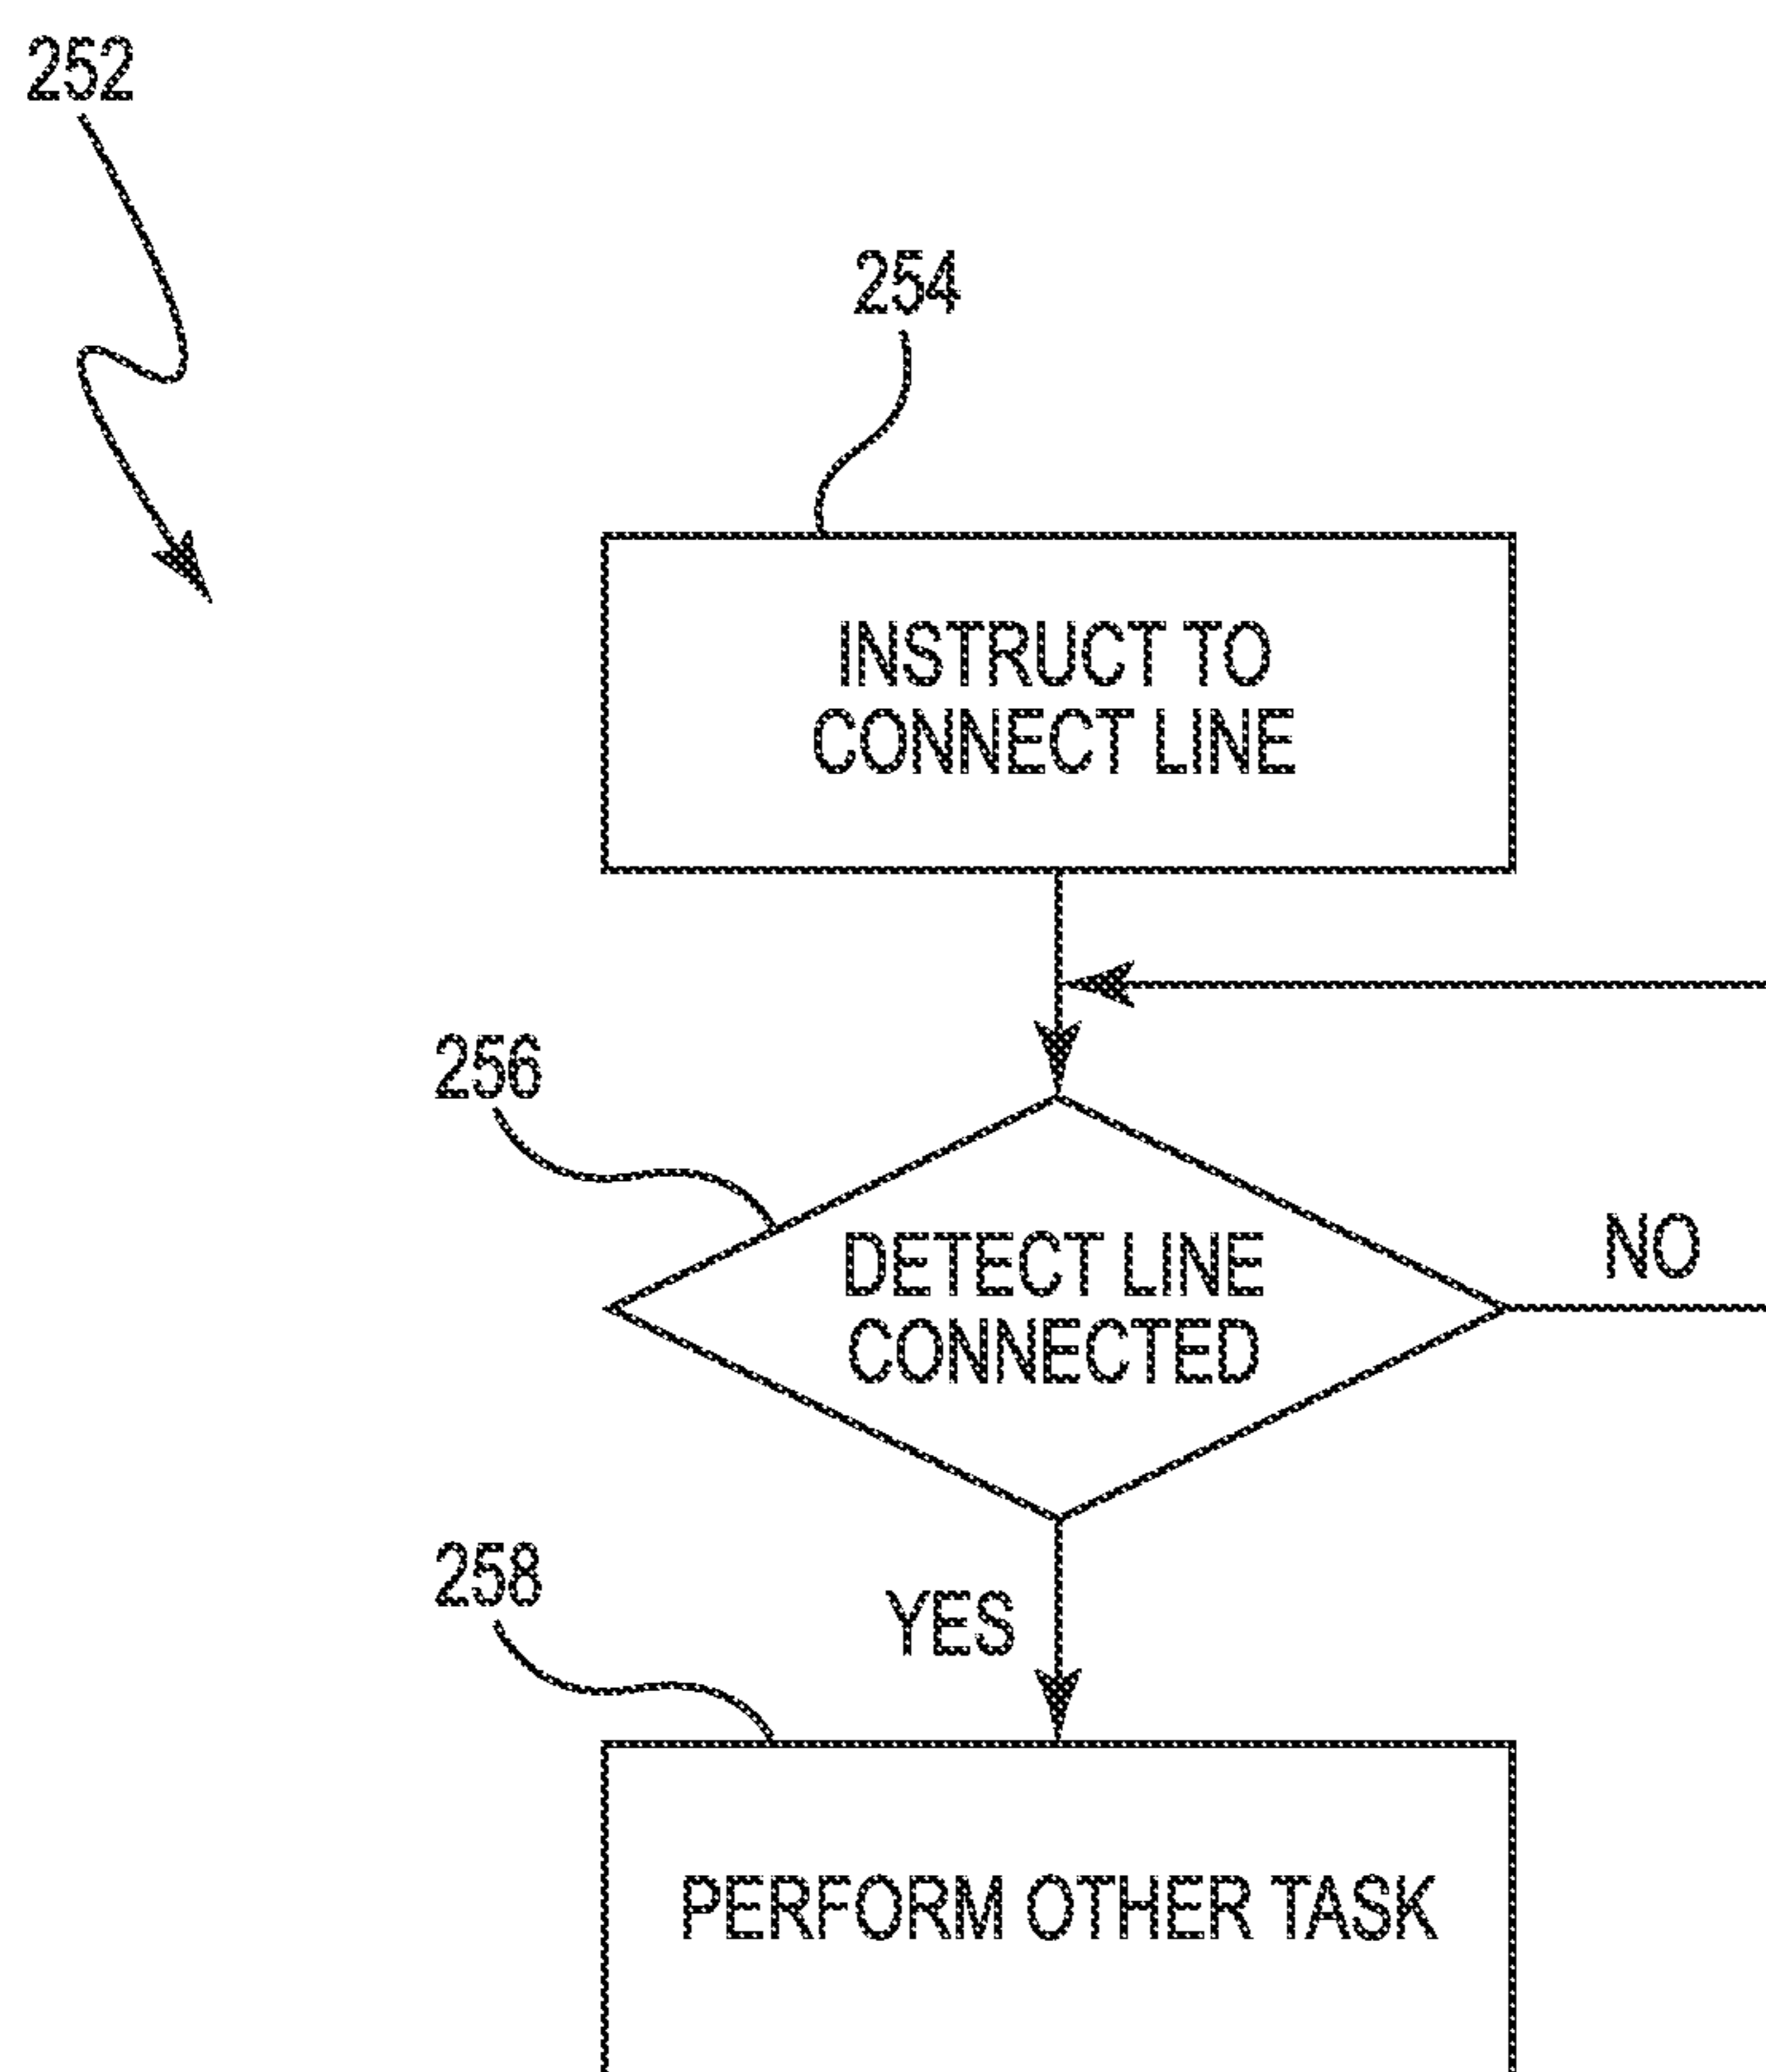 252
254
INSTRUCT TO
CONNECT LINE
256
DETECT LINE
CONNECTED
NO
258
YES
PERFORM OTHER TASK